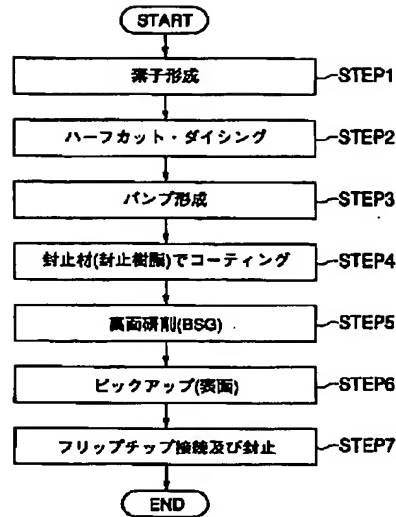 START
素子形成
STEP1
ハーフカット・ダイシング
STEP2
バンプ形成
STEP3
封止材(封止樹脂)でコーティング
STEP4
裏面研削(BSG)
STEP5
ピックアップ(表面)
STEP6
フリップチップ接続及び封止
STEP7
END